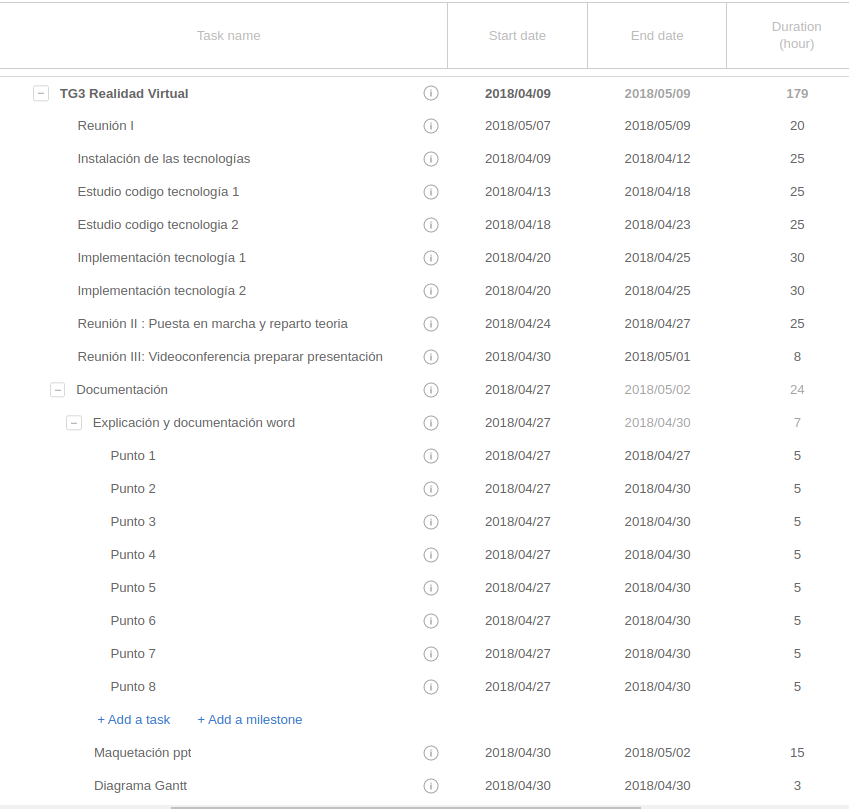 Task name Start date End date Duration
(hour)
TG3 Realidad Virtual 2018/04/09 2018/05/09 179
Reunión I 2018/05/07 2018/05/09 20
Instalación de las tecnologías 2018/04/09 2018/04/12 25
Estudio codigo tecnología 1 2018/04/13 2018/04/18 25
Estudio codigo tecnologia 2 2018/04/18 2018/04/23 25
Implementación tecnología 1 2018/04/20 2018/04/25 30
Implementación tecnología 2 2018/04/20 2018/04/25 30
Reunión II : Puesta en marcha y reparto teoria 2018/04/24 2018/04/27 25
Reunión III: Videoconferencia preparar presentación 2018/04/30 2018/05/01 8
Documentación 2018/04/27 2018/05/02 24
Explicación y documentación word 2018/04/27 2018/04/30 7
Punto 1 2018/04/27 2018/04/27 5
Punto 2 2018/04/27 2018/04/30 5
Punto 3 2018/04/27 2018/04/30 5
Punto 4 2018/04/27 2018/04/30 5
Punto 5 2018/04/27 2018/04/30 5
Punto 6 2018/04/27 2018/04/30 5
Punto 7 2018/04/27 2018/04/30 5
Punto 8 2018/04/27 2018/04/30 5
+ Add a task + Add a milestone
Maquetación ppt 2018/04/30 2018/05/02 15
Diagrama Gantt 2018/04/30 2018/04/30 3